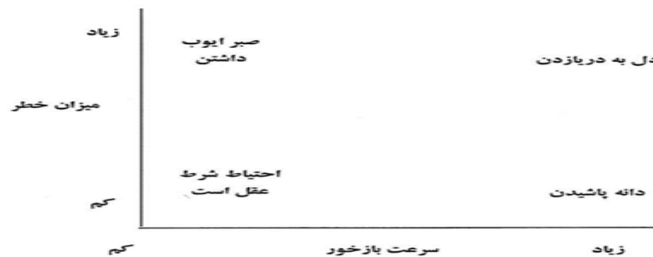 زیاد
صبر ایوب
داشتن
دل به دریازدن
میزان خطر
احتیاط شرط
عقل است
دانه پاشیدن
کم
کم
سرعت بازخور
زیاد